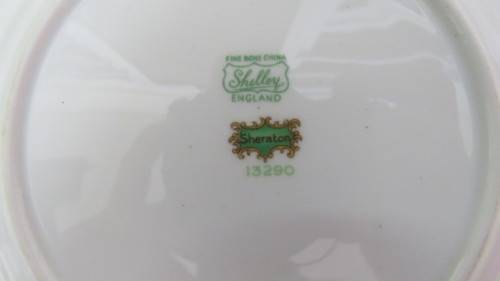 FINE BONE CHINA
Shelley
ENGLAND
Sheraton
13290